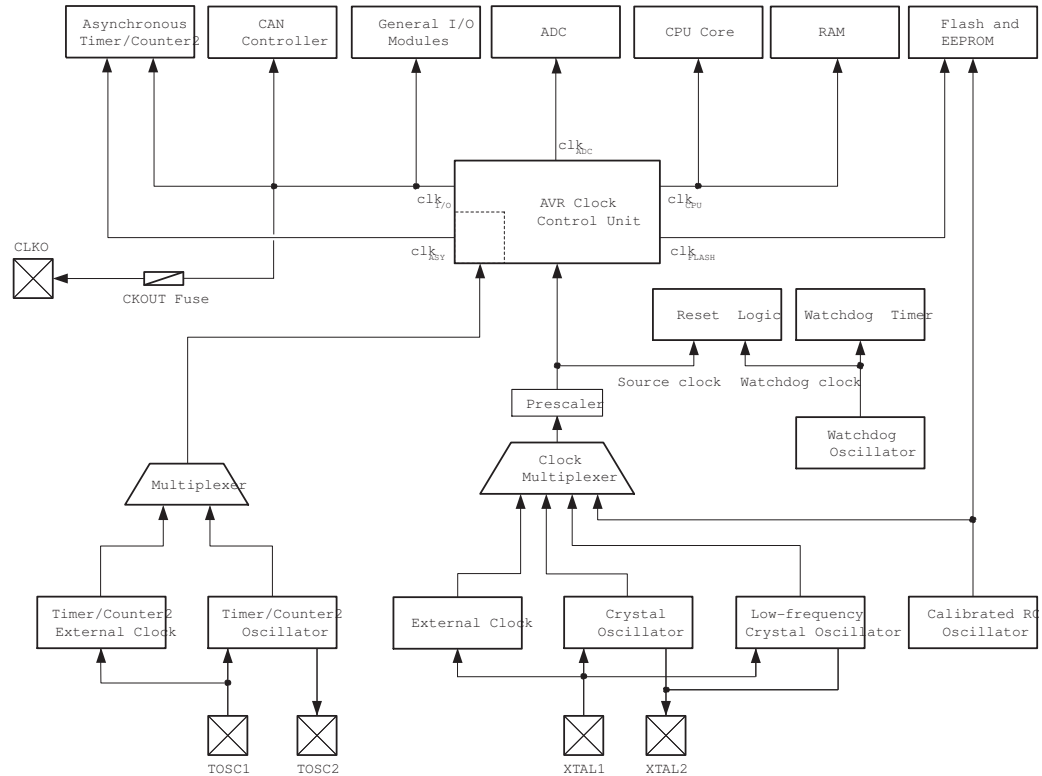 Asynchronous
Timer/Counter2
CAN
Controller
General I/O
Modules
ADC
CPU Core
RAM
Flash and
EEPROM
clkADC
clkI/O
AVR Clock
Control Unit
clkCPU
clkASY
clkFLASH
CLKO
CKOUT Fuse
Reset Logic
Watchdog Timer
Source clock
Watchdog clock
Prescaler
Watchdog
Oscillator
Clock
Multiplexer
Multiplexer
Timer/Counter2
External Clock
Timer/Counter2
Oscillator
External Clock
Crystal
Oscillator
Low-frequency
Crystal Oscillator
Calibrated RC
Oscillator
TOSC1
TOSC2
XTAL1
XTAL2